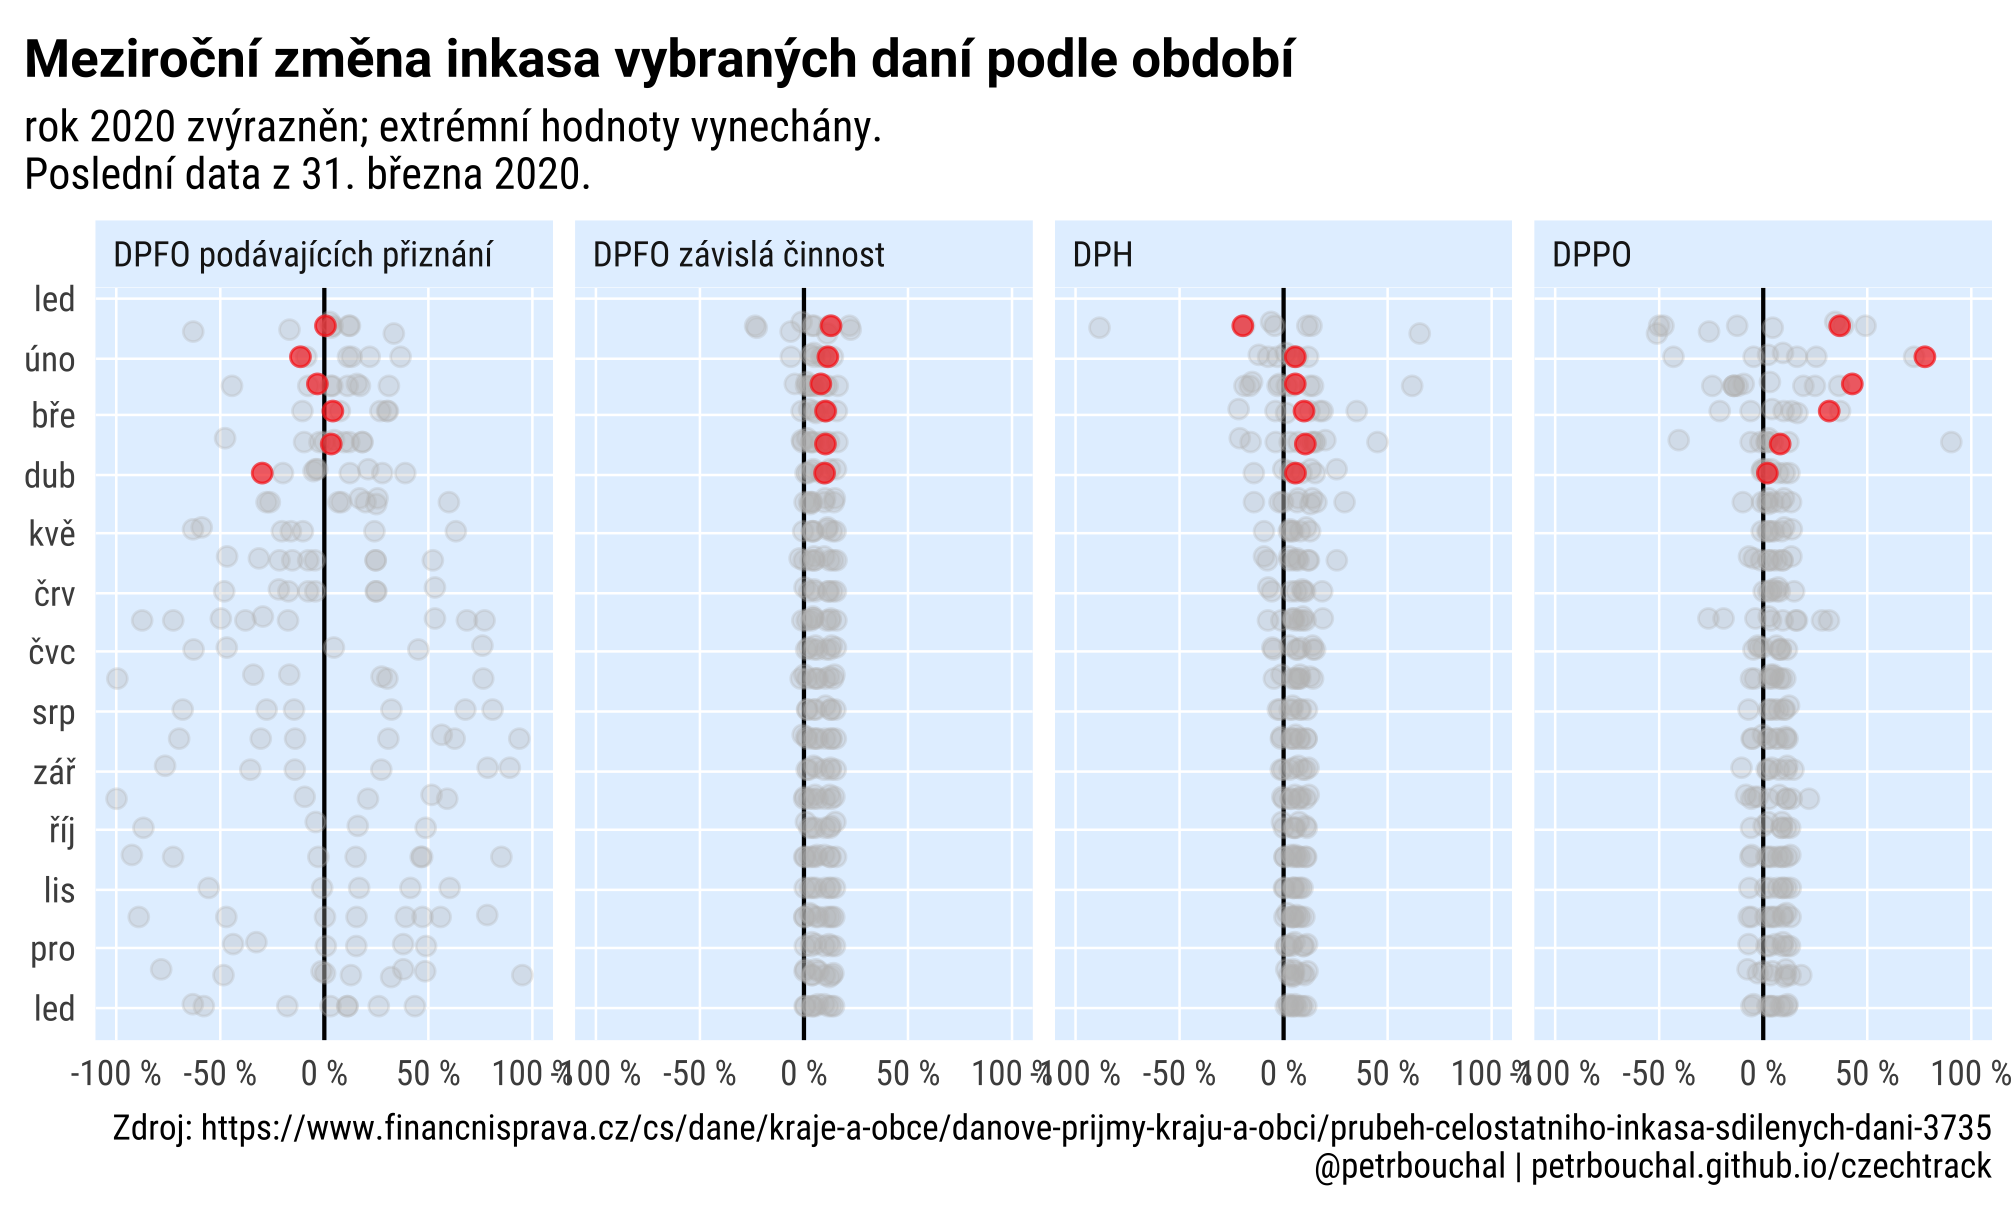 Meziroční změna inkasa vybraných daní podle období
rok 2020 zvýrazněn; extrémní hodnoty vynechány.
Poslední data z 31. března 2020.
DPFO podávajících přiznání
DPFO závislá činnost
DPH
DPPO
led
úno
bře
dub
kvě
črv
čvc
srp
zář
říj
lis
pro
led
-100 % -50 % 0 % 50 % 100 %
-100 % -50 % 0 % 50 % 100 %
-100 % -50 % 0 % 50 % 100 %
-100 % -50 % 0 % 50 % 100 %
Zdroj: https://www.financnisprava.cz/cs/dane/kraje-a-obce/danove-prijmy-kraju-a-obci/prubeh-celostatniho-inkasa-sdilenych-dani-3735
@petrbouchal | petrbouchal.github.io/czechtrack